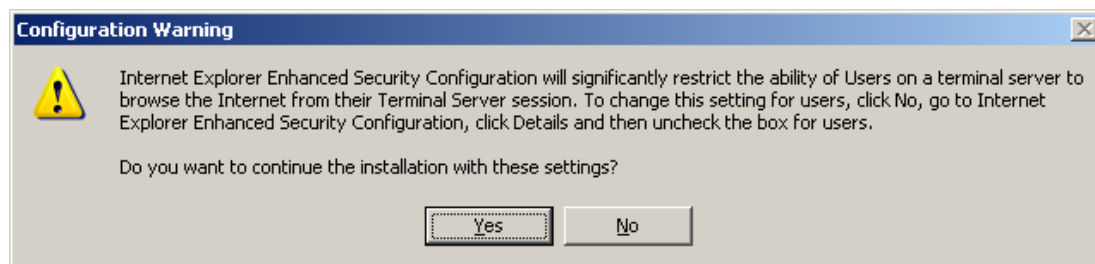 Configuration Warning
Internet Explorer Enhanced Security Configuration will significantly restrict the ability of Users on a terminal server to
browse the Internet from their Terminal Server session. To change this setting for users, click No, go to Internet
Explorer Enhanced Security Configuration, click Details and then uncheck the box for users.
Do you want to continue the installation with these settings?
Yes
No